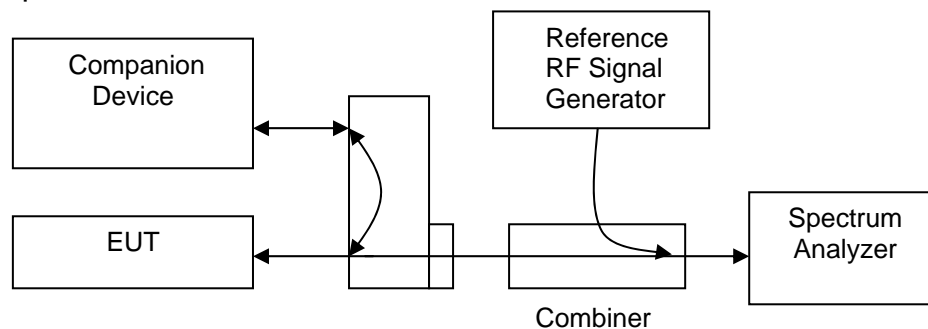 Companion
Device
Reference
RF Signal
Generator
EUT
Spectrum
Analyzer
Combiner